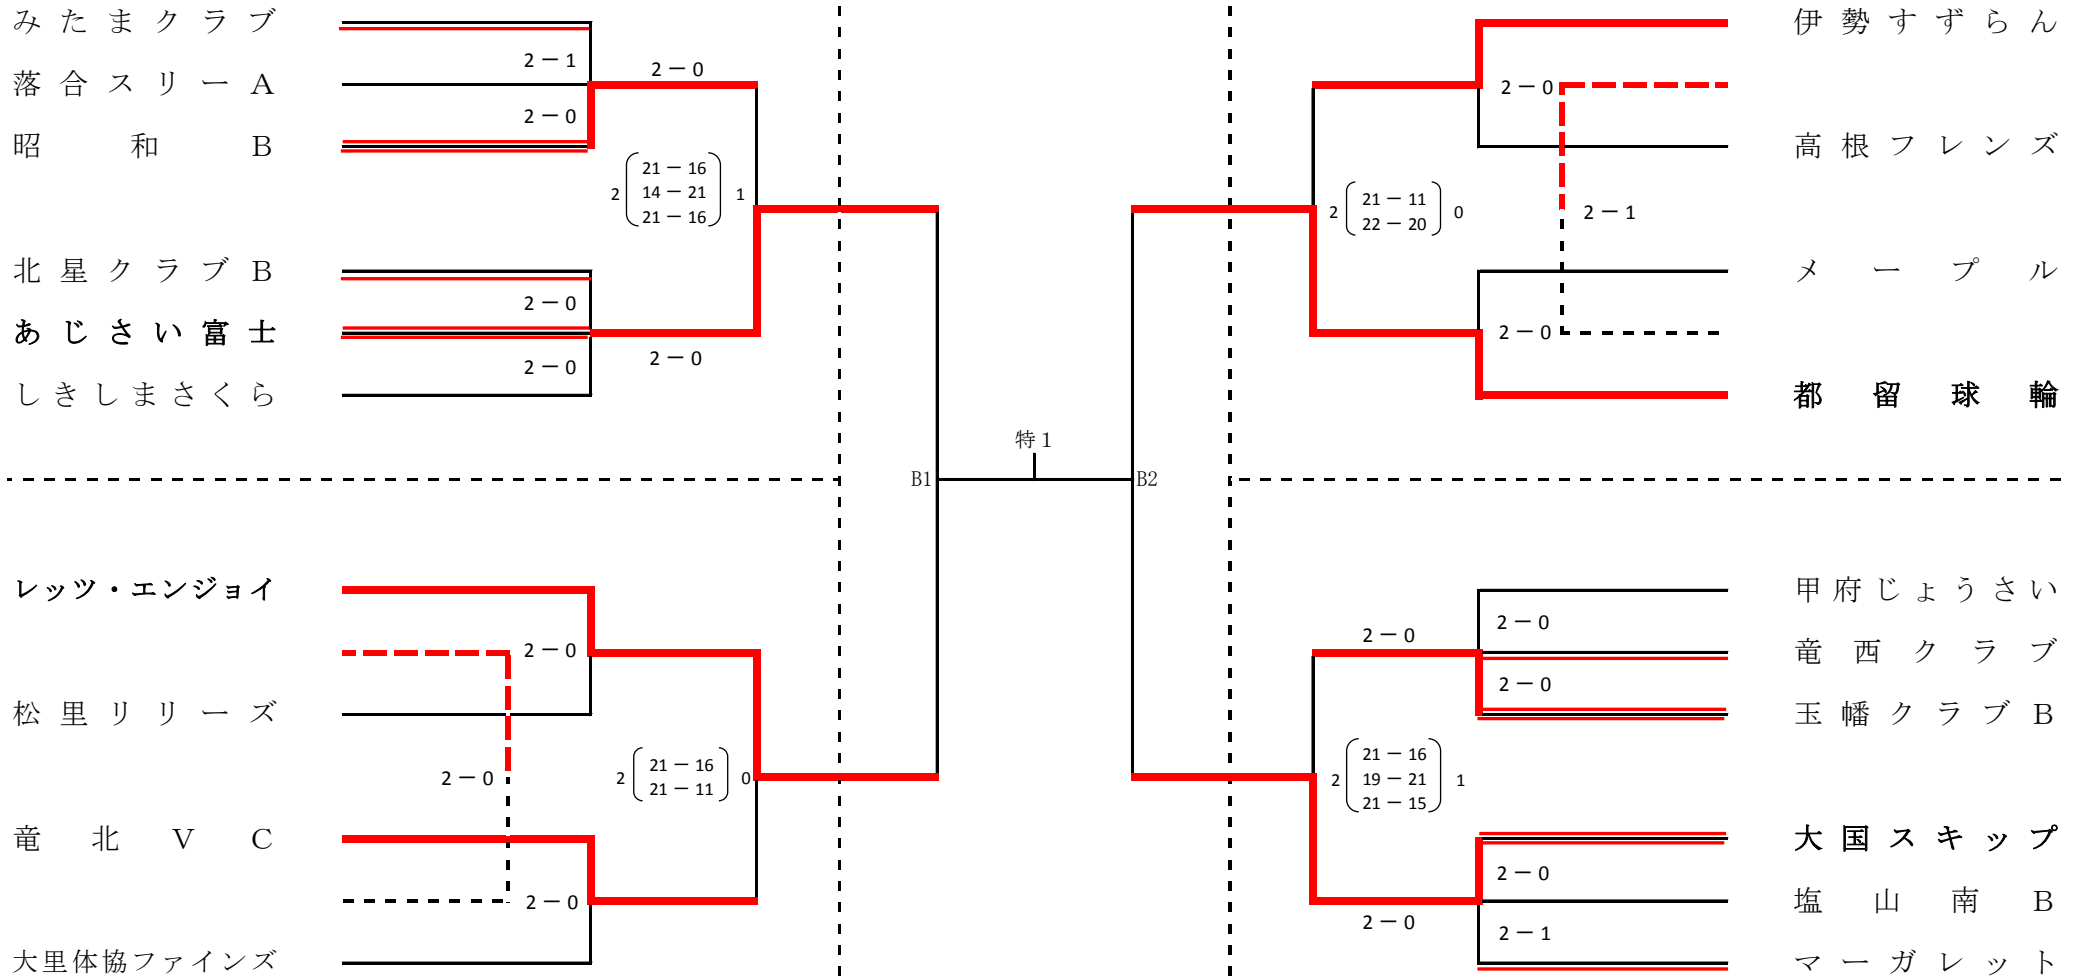 みたまクラブ
2－1
落合スリーA
2－0
2－0
昭和B
2
21－16
14－21
21－16
1
北星クラブB
2－0
あじさい富士
2－0
2－0
しきしまさくら
伊勢すずらん
2－0
高根フレンズ
2
21－11
22－20
0
2－1
メープル
2－0
都留球輪
特1
B1
B2
レッツ・エンジョイ
2－0
松里リリーズ
2－0
2
21－16
21－11
0
竜北VC
2－0
大里体協ファインズ
甲府じょうさい
2－0
2－0
竜西クラブ
2－0
玉幡クラブB
2
21－16
19－21
21－15
1
大国スキップ
2－0
塩山南B
2－0
2－1
マーガレット